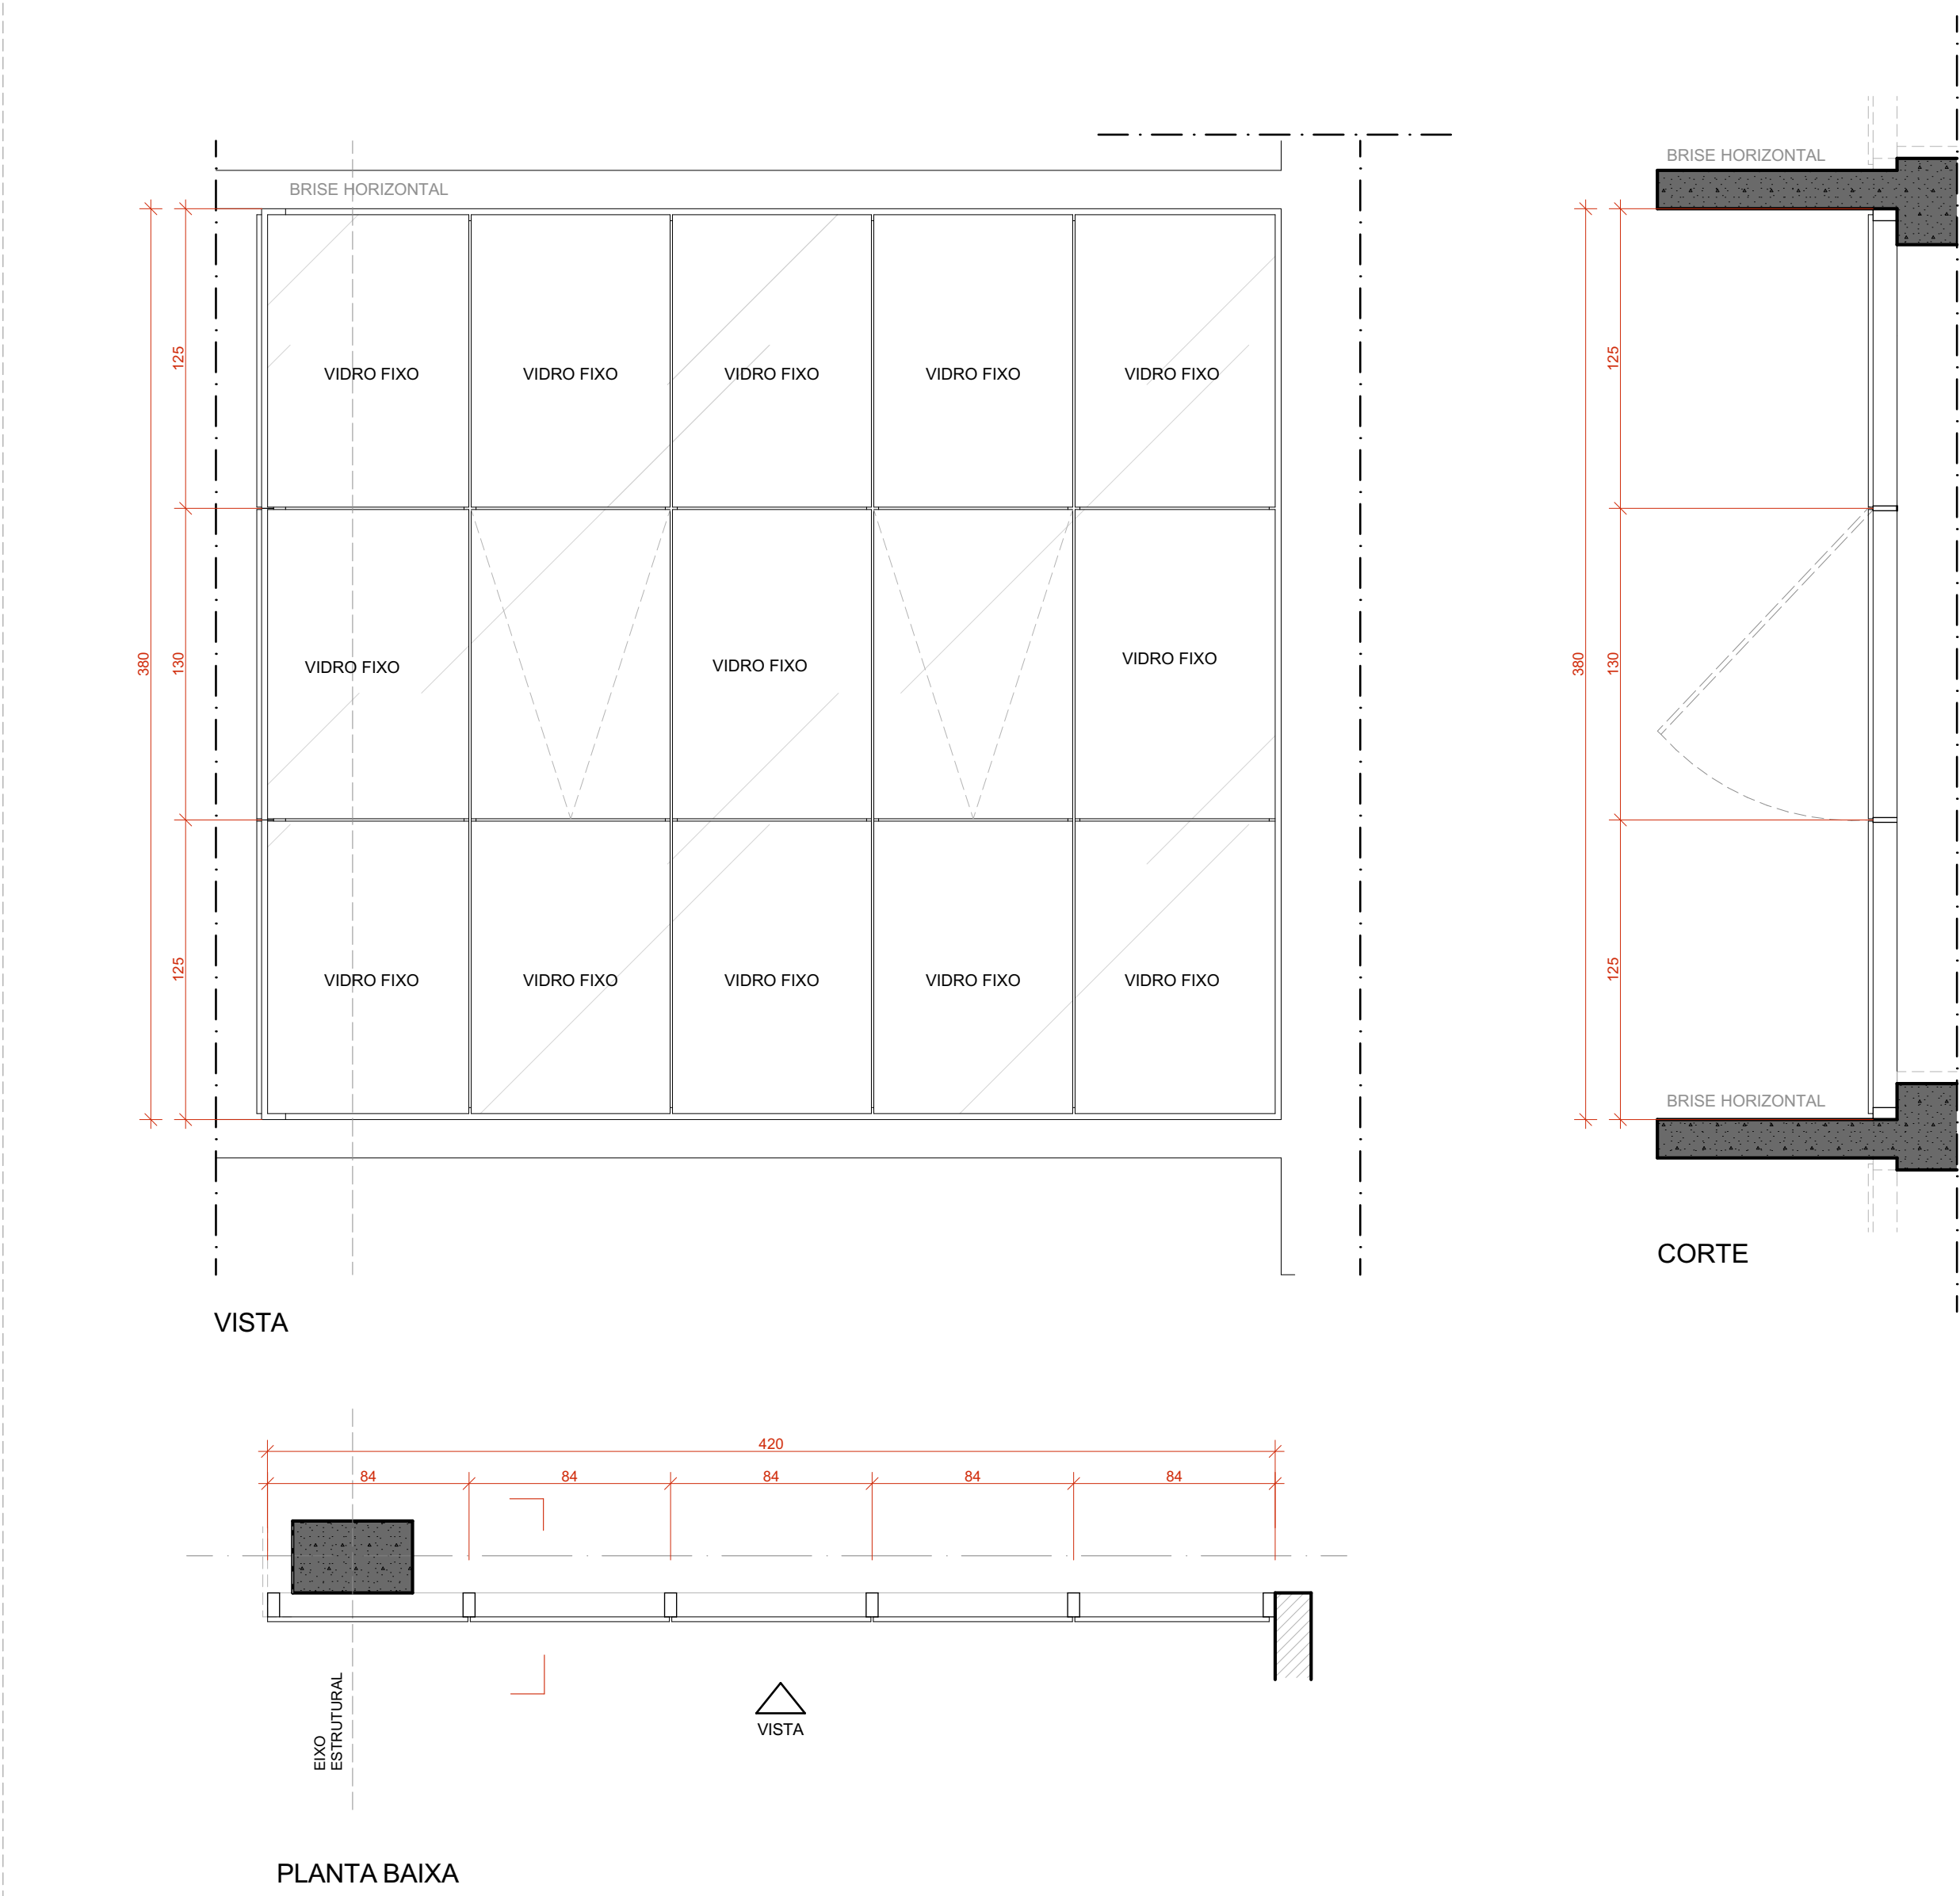 BRISE HORIZONTAL
BRISE HORIZONTAL
125
VIDRO FIXO
VIDRO FIXO
VIDRO FIXO
VIDRO FIXO
VIDRO FIXO
125
380
130
VIDRO FIXO
VIDRO FIXO
VIDRO FIXO
380
130
125
VIDRO FIXO
VIDRO FIXO
VIDRO FIXO
VIDRO FIXO
VIDRO FIXO
125
BRISE HORIZONTAL
CORTE
VISTA
420
84
84
84
84
84
EIXO
ESTRUTURAL
VISTA
PLANTA BAIXA